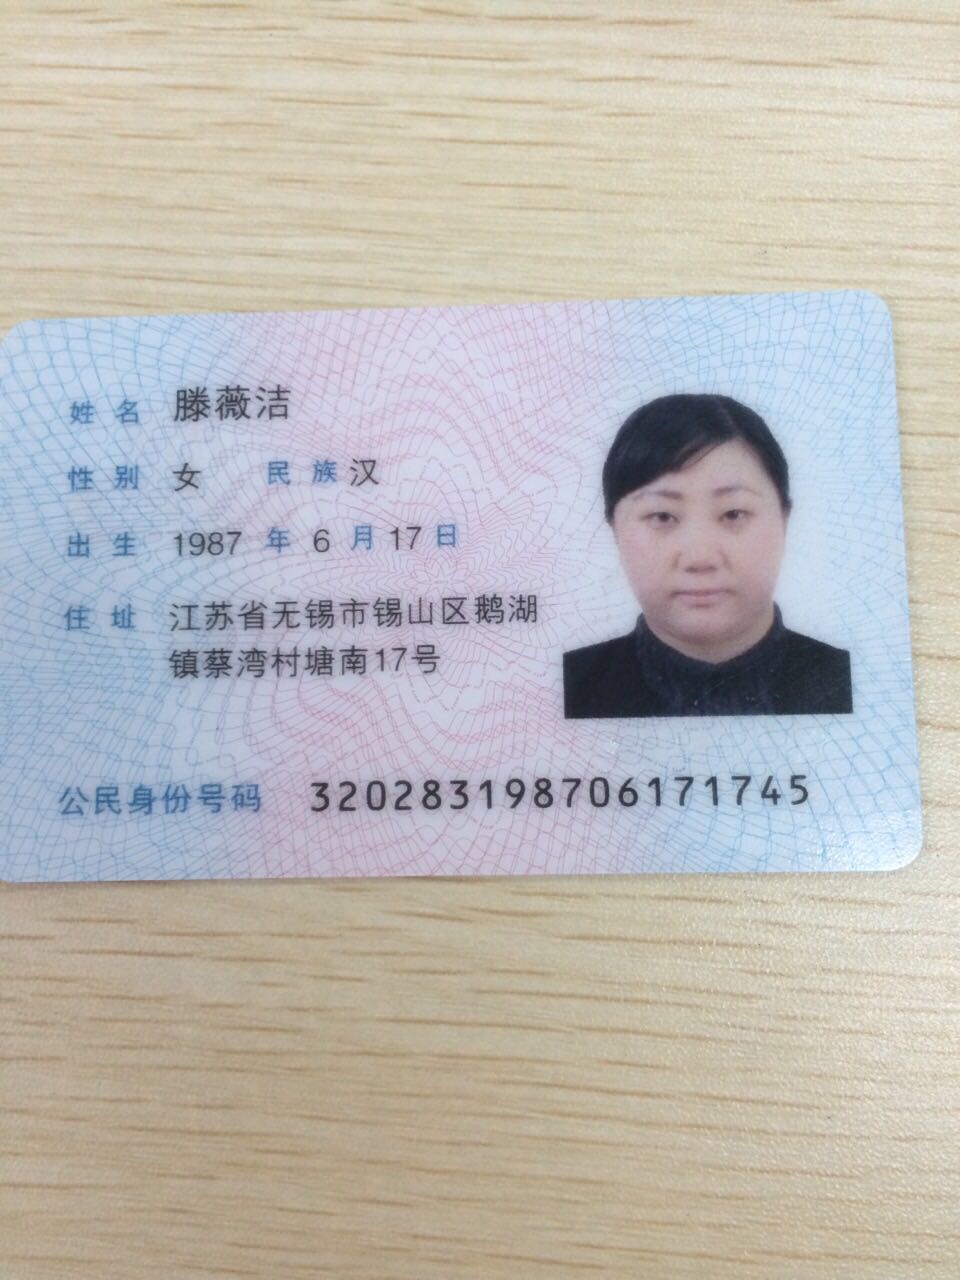 姓名 滕薇洁
性别 女 民族 汉
出生 1987 年 6 月 17 日
住址 江苏省无锡市锡山区鹅湖
镇蔡湾村塘南17号
公民身份号码 320283198706171745